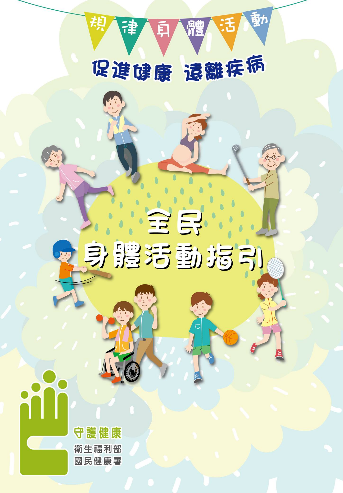 規律身體活動
促進健康 遠離疾病
全民
身體活動指引
守護健康
衛生福利部
國民健康署